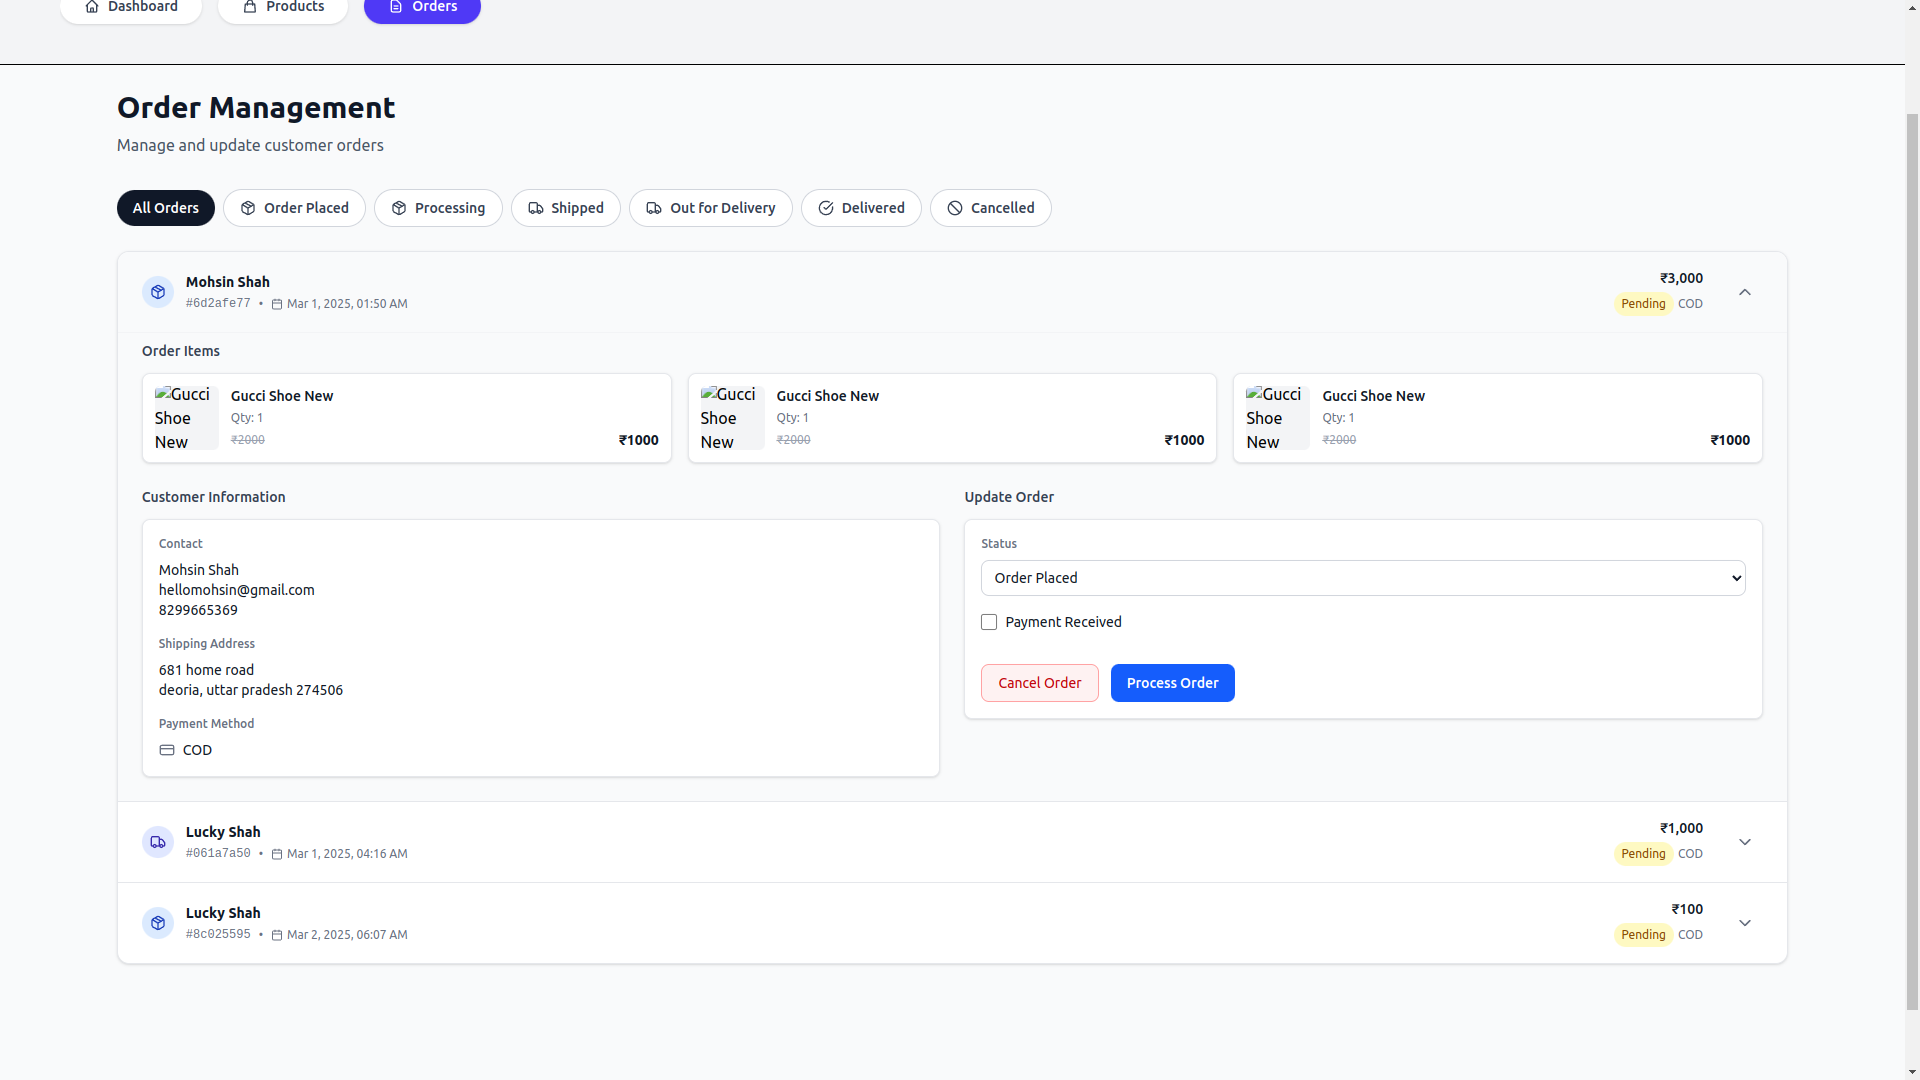 Dashboard
Products
Orders
Order Management
Manage and update customer orders
All Orders
Order Placed
Processing
Shipped
Out for Delivery
Delivered
Cancelled
Mohsin Shah
#6d2afe77 • Mar 1, 2025, 01:50 AM
₹3,000
Pending COD
Order Items
Gucci Shoe New
Gucci Shoe New
Qty: 1
₹2000
₹1000
Gucci Shoe New
Gucci Shoe New
Qty: 1
₹2000
₹1000
Gucci Shoe New
Gucci Shoe New
Qty: 1
₹2000
₹1000
Customer Information
Contact
Mohsin Shah
hellomohsin@gmail.com
8299665369
Shipping Address
681 home road
deoria, uttar pradesh 274506
Payment Method
COD
Update Order
Status
Order Placed
Payment Received
Cancel Order
Process Order
Lucky Shah
#061a7a50 • Mar 1, 2025, 04:16 AM
₹1,000
Pending COD
Lucky Shah
#8c025595 • Mar 2, 2025, 06:07 AM
₹100
Pending COD